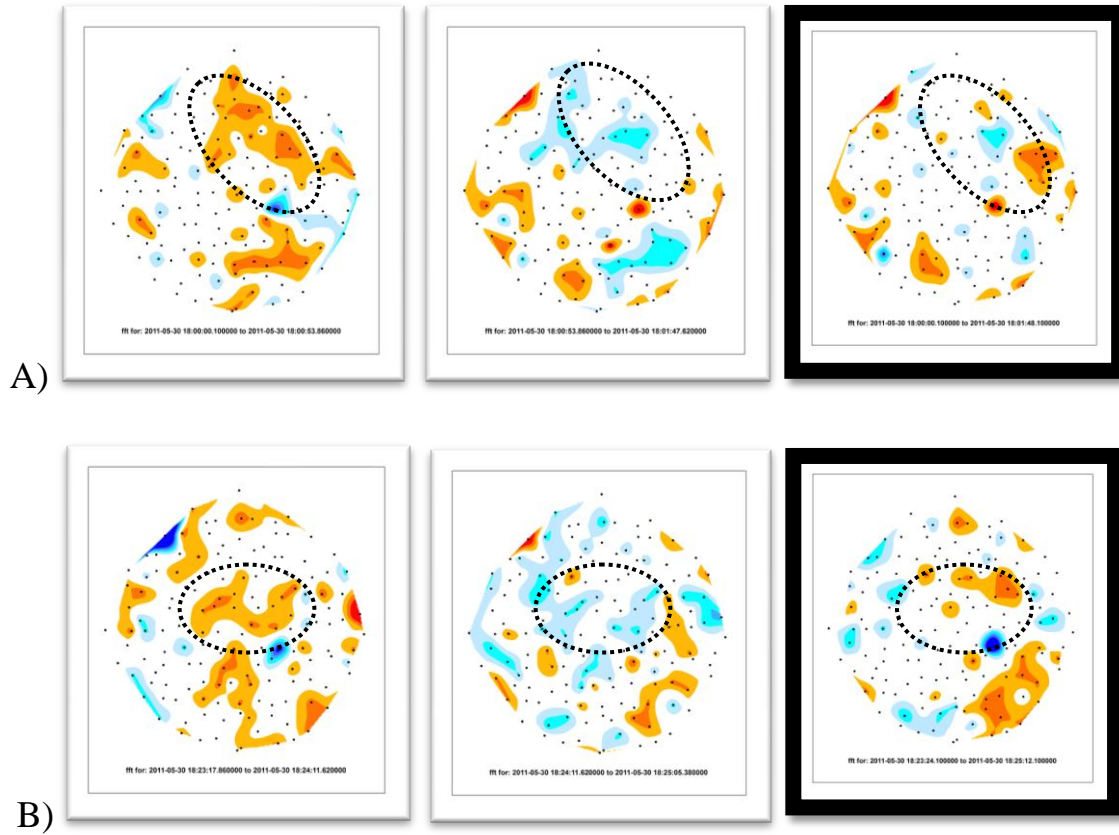 fft for: 2011-05-30 18:00:00.100000 to 2011-05-30 18:00:53.860000
fft for: 2011-05-30 18:00:53.860000 to 2011-05-30 18:01:47.620000
fft for: 2011-05-30 18:00:00.100000 to 2011-05-30 18:01:48.100000
A)
fft for: 2011-05-30 18:23:17.860000 to 2011-05-30 18:24:11.620000
fft for: 2011-05-30 18:24:11.620000 to 2011-05-30 18:25:05.380000
fft for: 2011-05-30 18:23:24.100000 to 2011-05-30 18:25:12.100000
B)